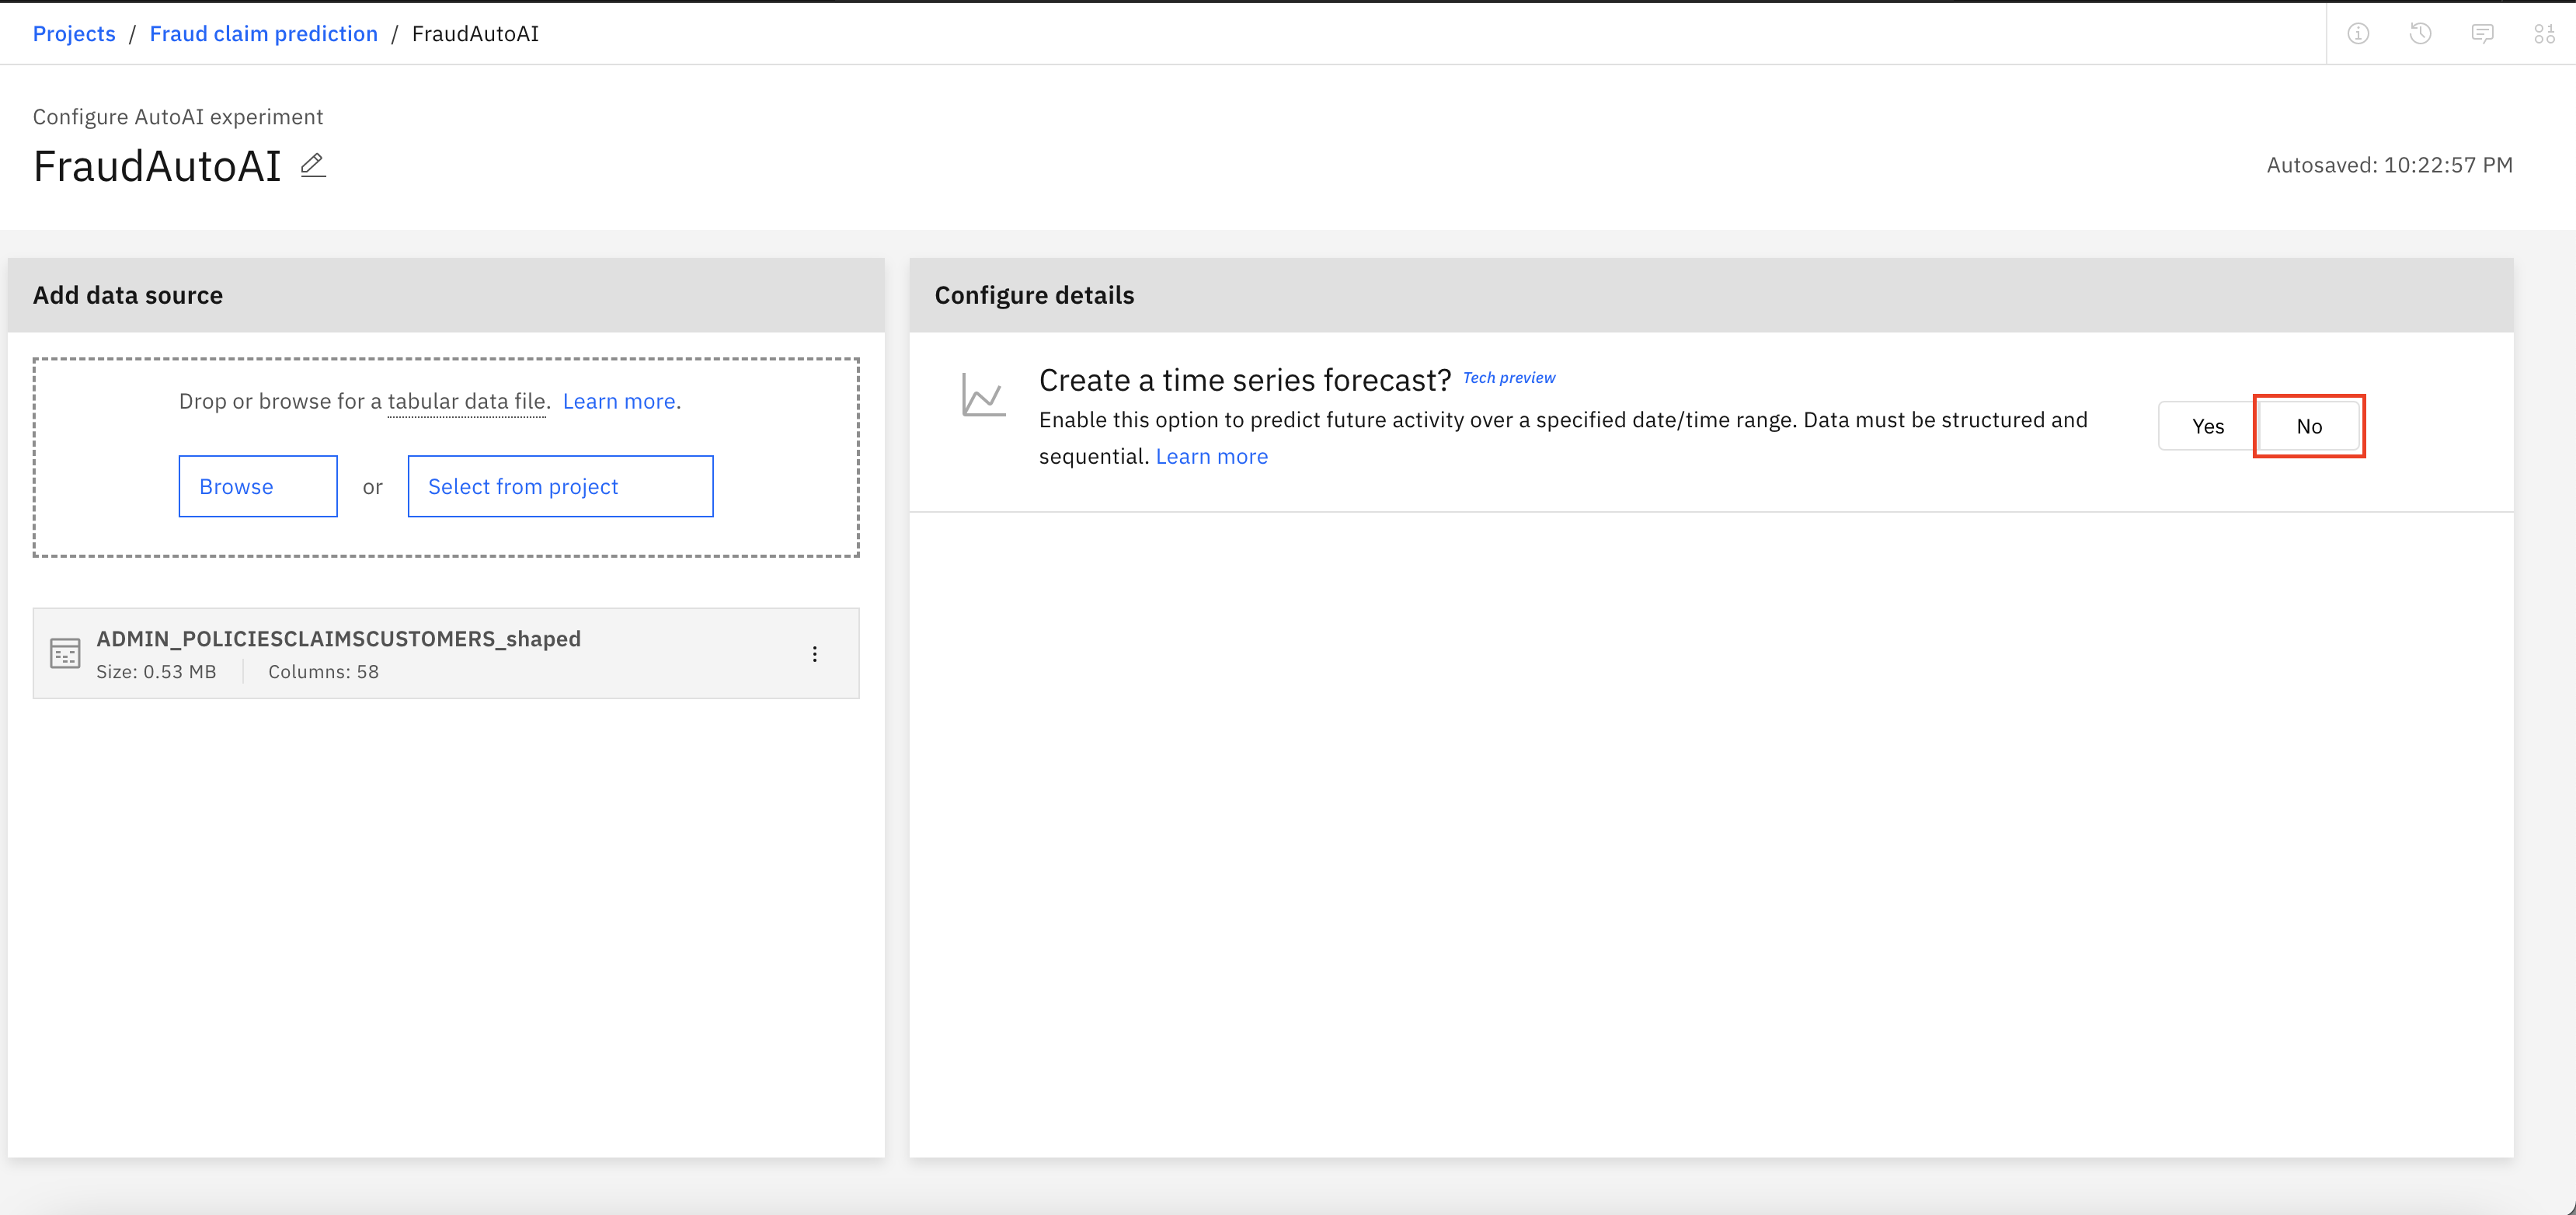 Projects / Fraud claim prediction / FraudAutoAI
Configure AutoAI experiment
FraudAutoAI
Autosaved: 10:22:57 PM
Add data source
Drop or browse for a tabular data file. Learn more.
Browse or Select from project
ADMIN_POLICIESCLAIMSCUSTOMERS_shaped
Size: 0.53 MB Columns: 58
Configure details
Create a time series forecast? Tech preview
Enable this option to predict future activity over a specified date/time range. Data must be structured and
sequential. Learn more
Yes No